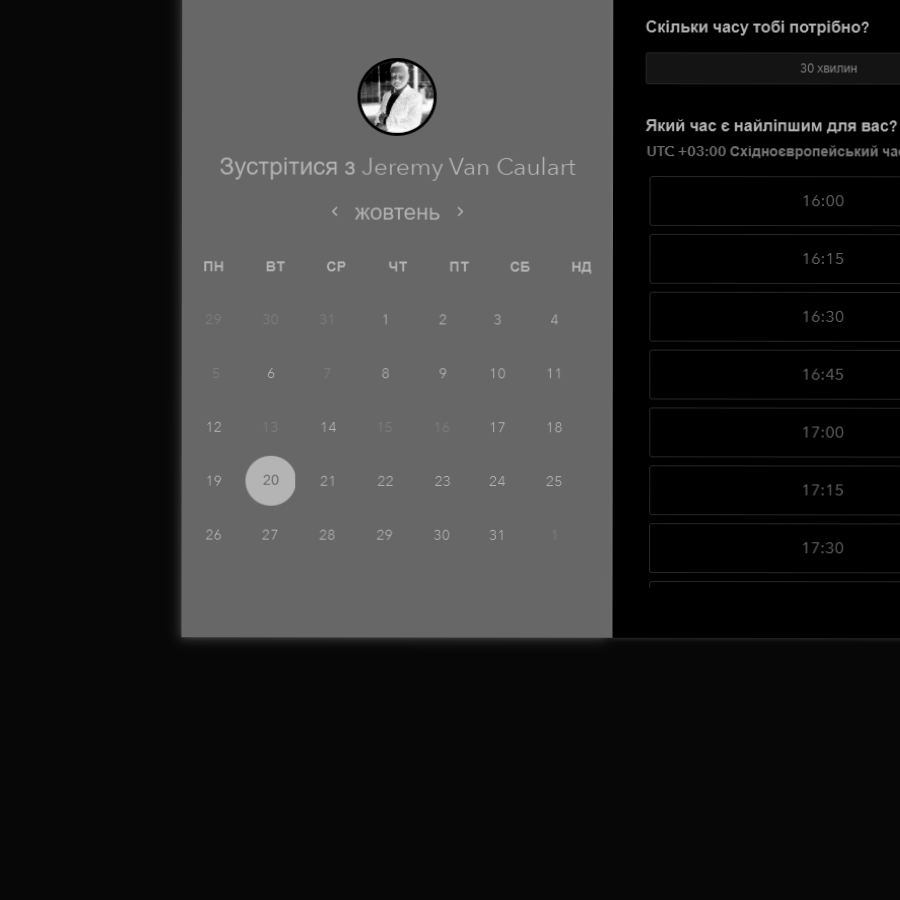 Зустрітися з Jeremy Van Caulart
‹ жовтень ›
ПН ВТ СР ЧТ ПТ СБ НД
29 30 31 1 2 3 4
5 6 7 8 9 10 11
12 13 14 15 16 17 18
19 20 21 22 23 24 25
26 27 28 29 30 31 1
Скільки часу тобі потрібно?
30 хвилин
Який час є найліпшим для вас?
UTC +03:00 Східноєвропейський
16:00
16:15
16:30
16:45
17:00
17:15
17:30